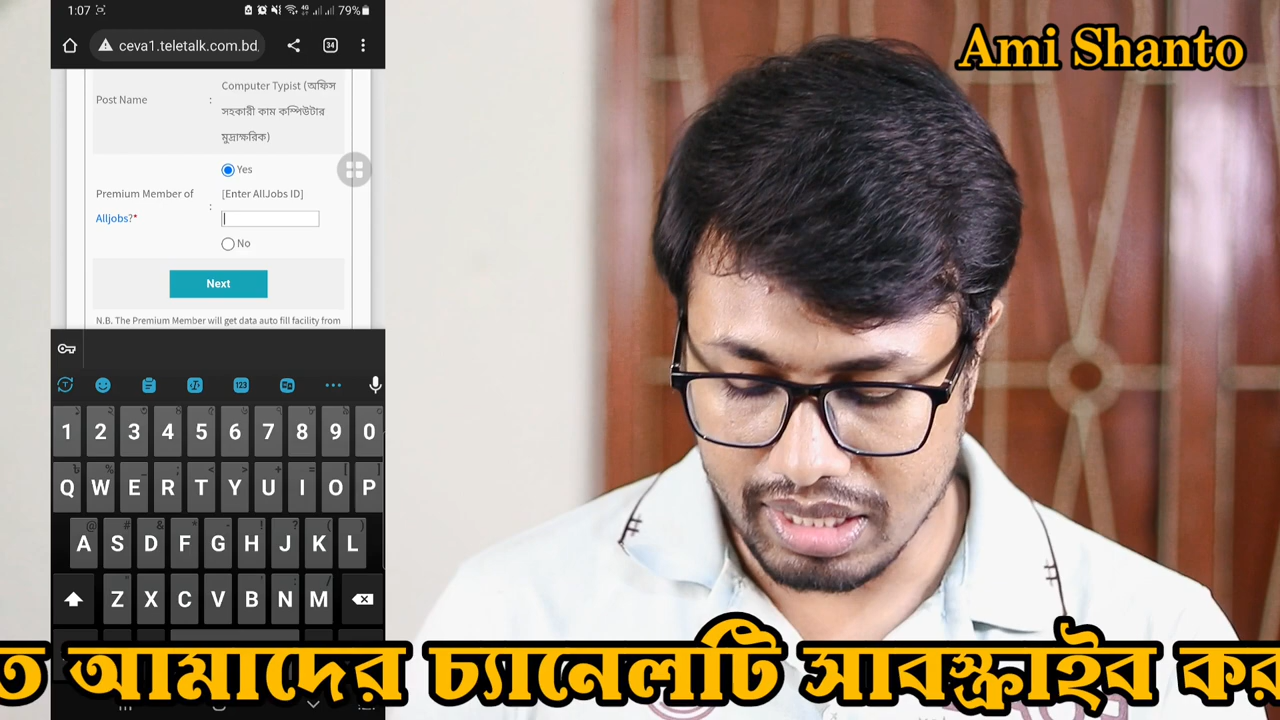 1:07
79%
Ami Shanto
ceva1.teletalk.com.bd.
34
Post Name
:
Computer Typist (অফিস
সহকারী কাম কম্পিউটার
মুদ্রাক্ষরিক)
Yes
Premium Member of
Alljobs?*
:
[Enter AllJobs ID]
No
Next
N.B. The Premium Member will get data auto fill facility from
1 2 3 4 5 6 7 8 9 0
Q W E R T Y U I O P
A S D F G H J K L
Z X C V B N M
ত আমাদের চ্যানেলটি সাবস্ক্রাইব কর